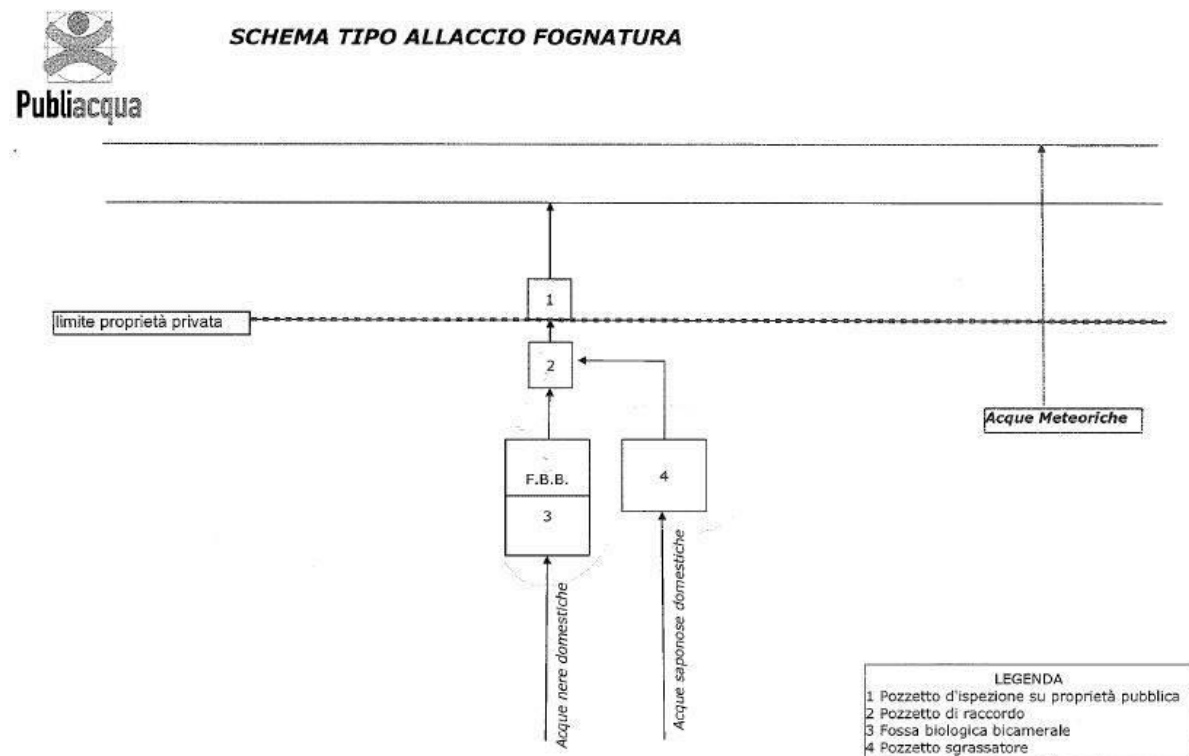 SCHEMA TIPO ALLACCIO FOGNATURA
Publiacqua
1
limite proprietà privata
2
Acque Meteoriche
F.B.B.
3
4
Acque nere domestiche
Acque saponose domestiche
LEGENDA
1 Pozzetto d'ispezione su proprietà pubblica
2 Pozzetto di raccordo
3 Fossa biologica bicamerale
4 Pozzetto sgrassatore